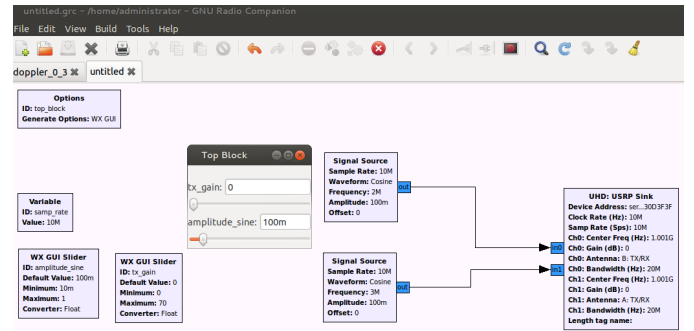 untitled.grc – /home/administrator – GNU Radio Companion
File Edit View Build Tools Help
doppler_0_3 untitled
Options
ID: top_block
Generate Options: WX GUI
Variable
ID: samp_rate
Value: 10M
WX GUI Slider
ID: amplitude_sine
Default Value: 100m
Minimum: 10m
Maximum: 1
Converter: Float
WX GUI Slider
ID: tx_gain
Default Value: 0
Minimum: 0
Maximum: 70
Converter: Float
Top Block
tx_gain: 0
amplitude_sine: 100m
Signal Source
Sample Rate: 10M
Waveform: Cosine
Frequency: 2M
Amplitude: 100m
Offset: 0
out
Signal Source
Sample Rate: 10M
Waveform: Cosine
Frequency: 3M
Amplitude: 100m
Offset: 0
out
in0
in1
UHD: USRP Sink
Device Address: ser...30D3F3F
Clock Rate (Hz): 10M
Samp Rate (Sps): 10M
Ch0: Center Freq (Hz): 1.001G
Ch0: Gain (dB): 0
Ch0: Antenna: B: TX/RX
Ch0: Bandwidth (Hz): 20M
Ch1: Center Freq (Hz): 1.001G
Ch1: Gain (dB): 0
Ch1: Antenna: A: TX/RX
Ch1: Bandwidth (Hz): 20M
Length tag name: